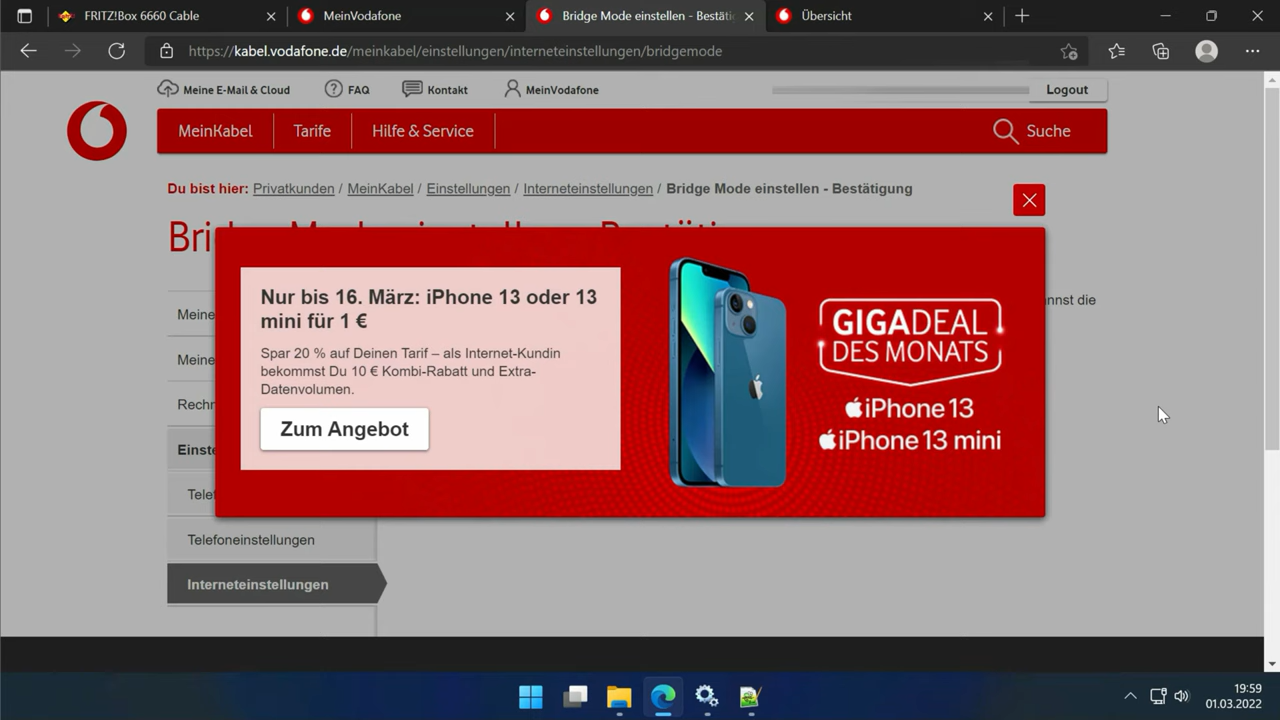 FRITZ!Box 6660 Cable
MeinVodafone
Bridge Mode einstellen - Bestäti
Übersicht
https://kabel.vodafone.de/meinkabel/einstellungen/interneteinstellungen/bridgemode
Meine E-Mail & Cloud
FAQ
Kontakt
MeinVodafone
Logout
MeinKabel
Tarife
Hilfe & Service
Suche
Du bist hier: Privatkunden / MeinKabel / Einstellungen / Interneteinstellungen / Bridge Mode einstellen - Bestätigung
Nur bis 16. März: iPhone 13 oder 13
mini für 1 €
Spar 20 % auf Deinen Tarif – als Internet-Kundin
bekommst Du 10 € Kombi-Rabatt und Extra-
Datenvolumen.
Zum Angebot
GIGADEAL
DES MONATS
iPhone 13
iPhone 13 mini
nnst die
Meine
Meine
Rechn
Einste
Telef
Telefoneinstellungen
Interneteinstellungen
19:59
01.03.2022